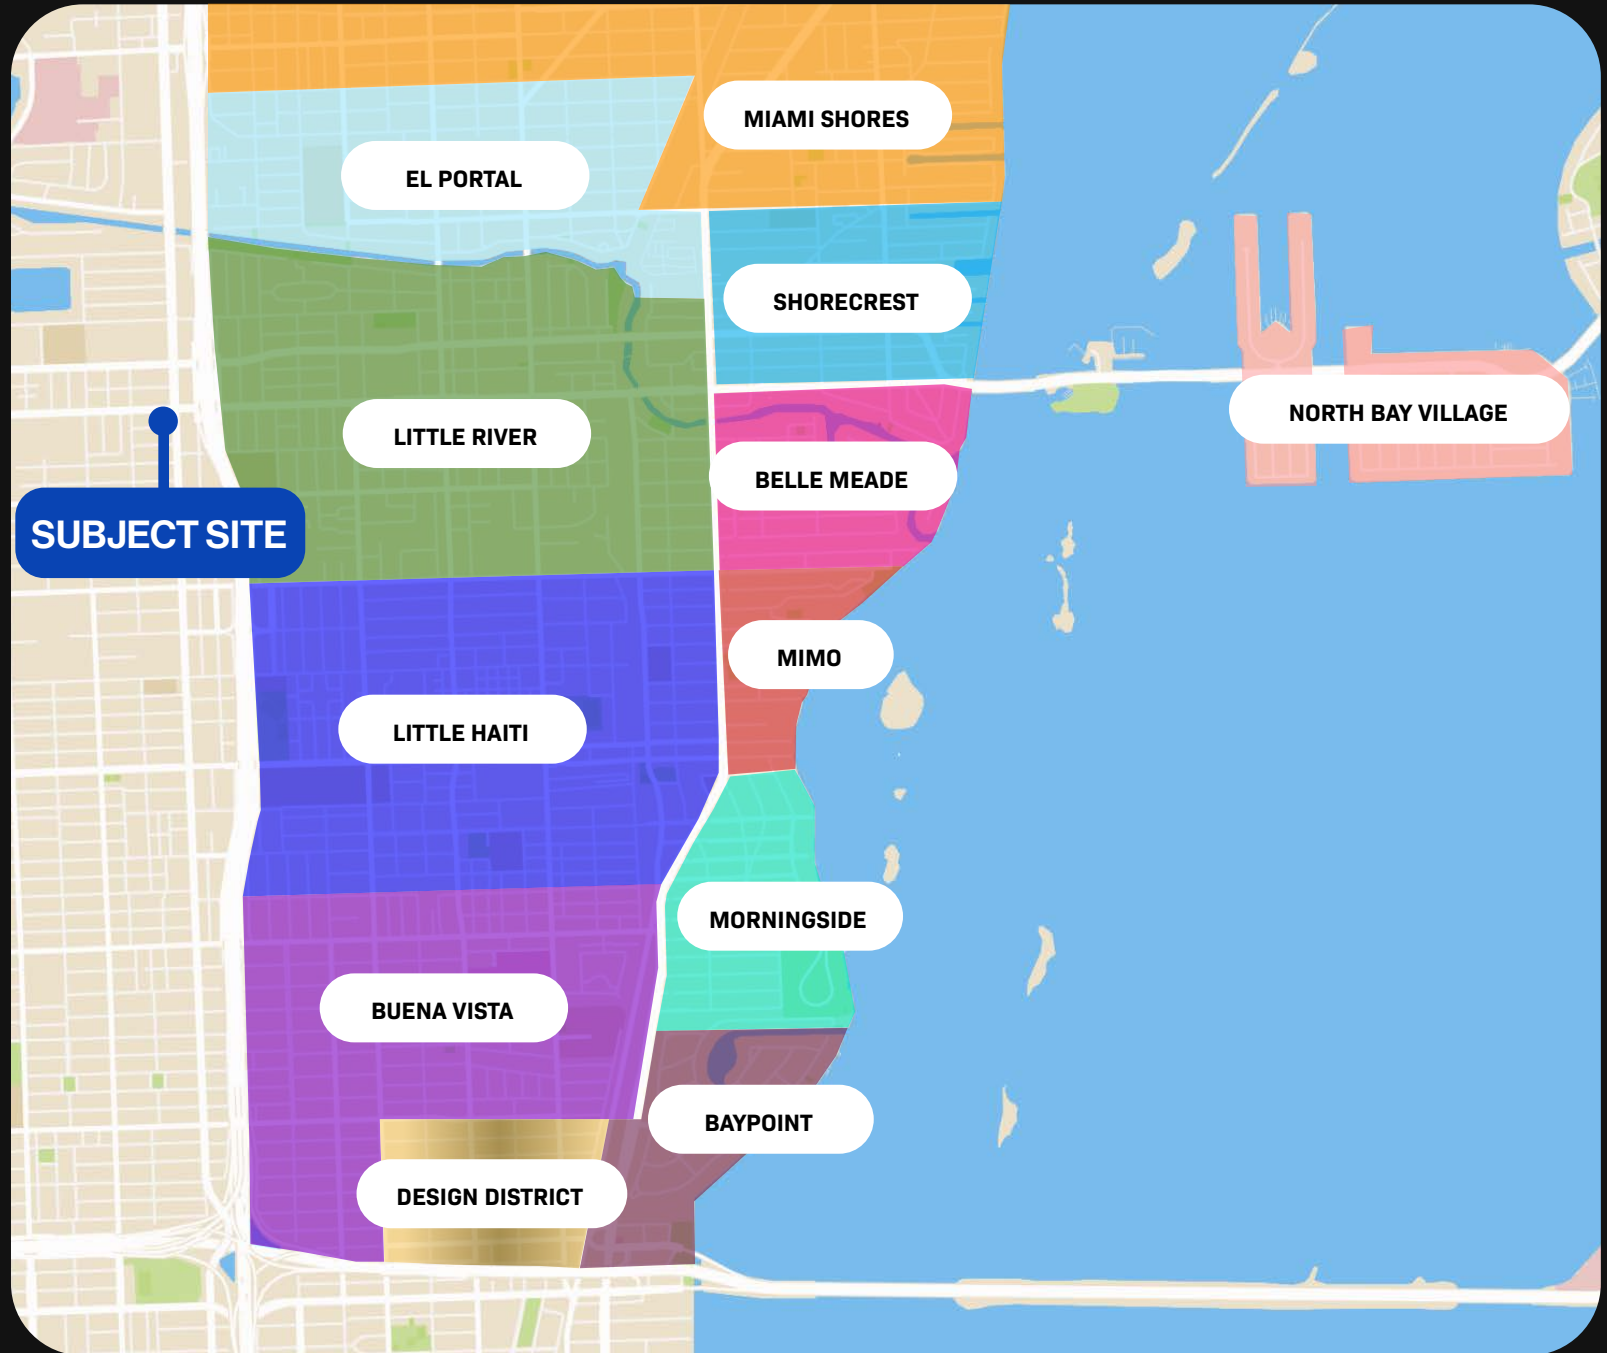 MIAMI SHORES
EL PORTAL
SHORECREST
NORTH BAY VILLAGE
LITTLE RIVER
BELLE MEADE
SUBJECT SITE
MIMO
LITTLE HAITI
MORNINGSIDE
BUENA VISTA
BAYPOINT
DESIGN DISTRICT